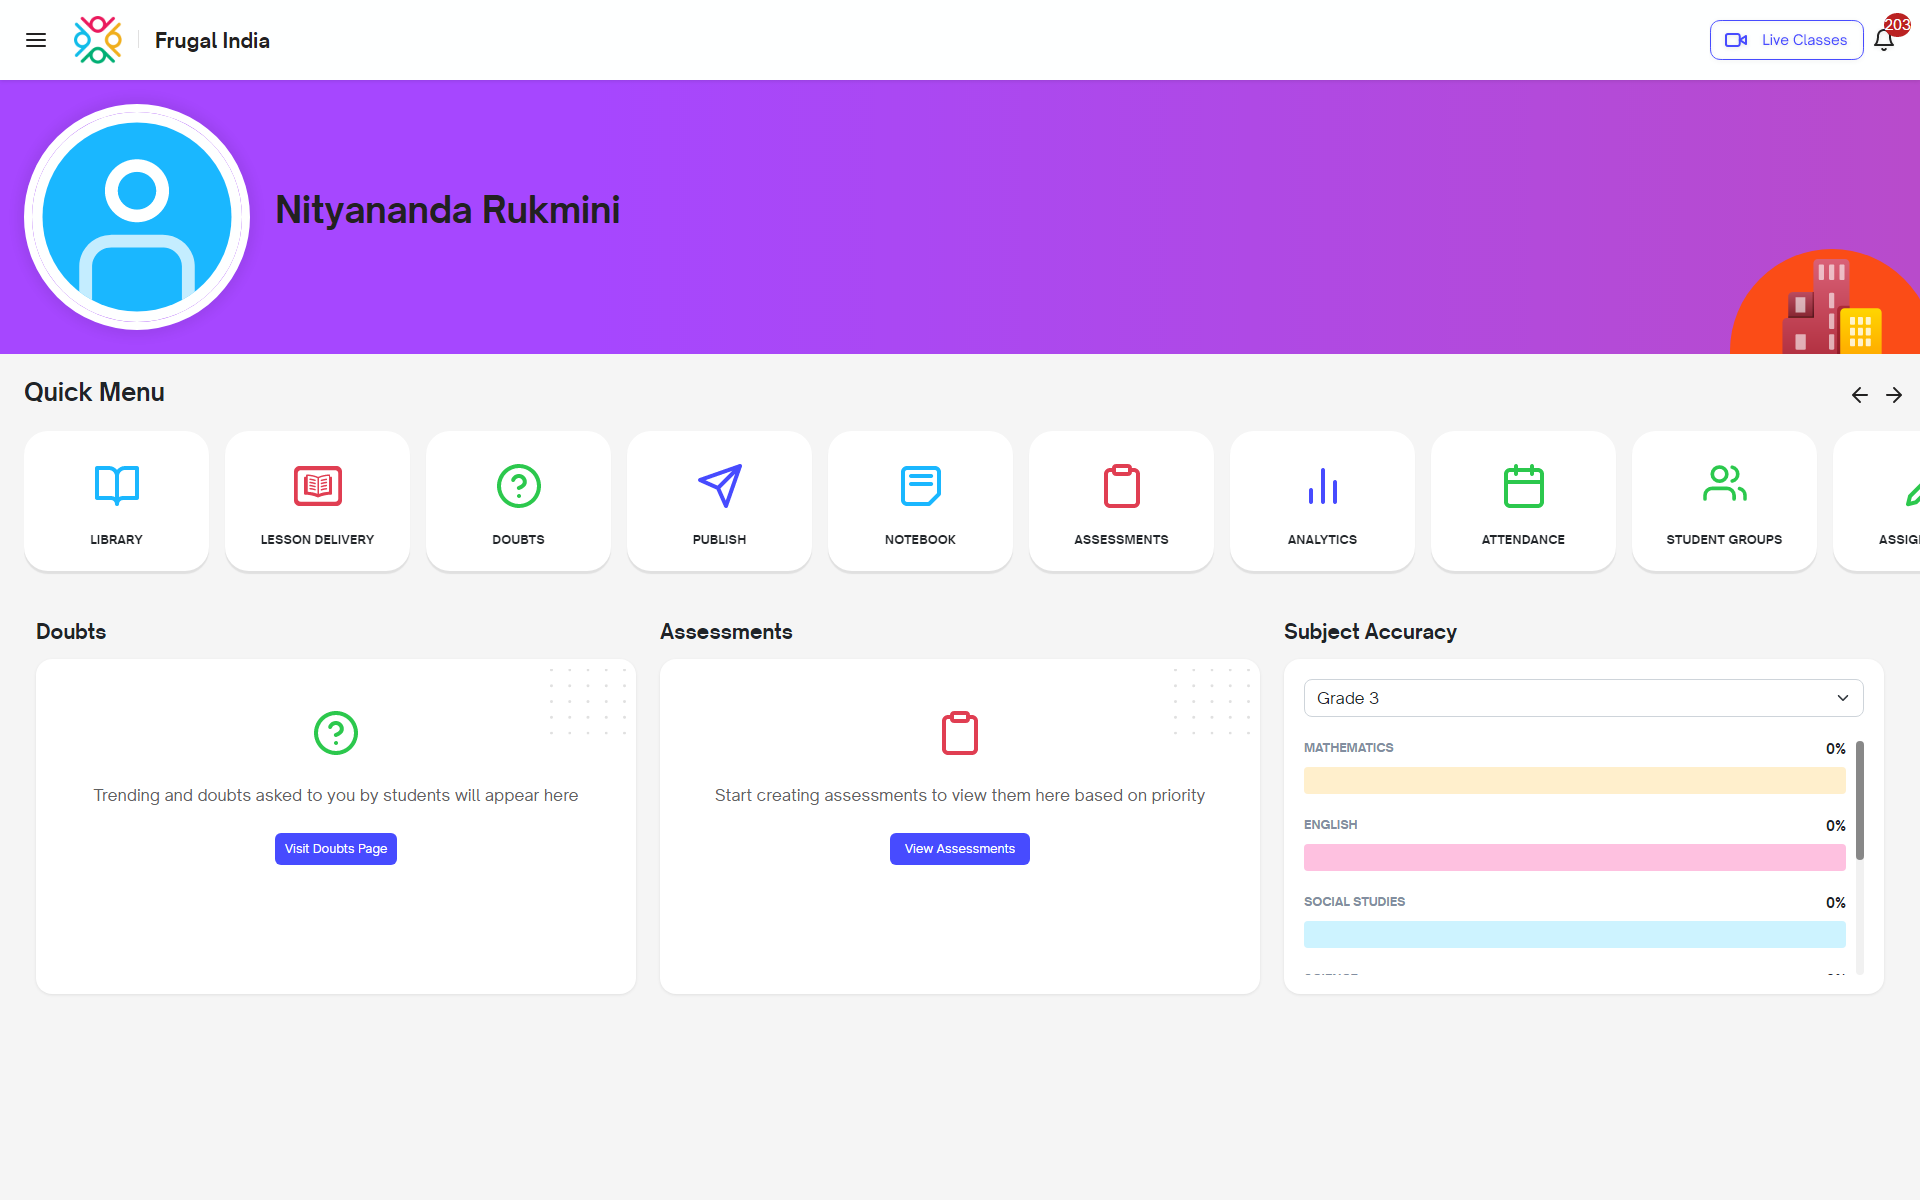 Frugal India
Live Classes
203
Nityananda Rukmini
Quick Menu
LIBRARY
LESSON DELIVERY
DOUBTS
PUBLISH
NOTEBOOK
ASSESSMENTS
ANALYTICS
ATTENDANCE
STUDENT GROUPS
Doubts
Trending and doubts asked to you by students will appear here
Visit Doubts Page
Assessments
Start creating assessments to view them here based on priority
View Assessments
Subject Accuracy
Grade 3
MATHEMATICS 0%
ENGLISH 0%
SOCIAL STUDIES 0%